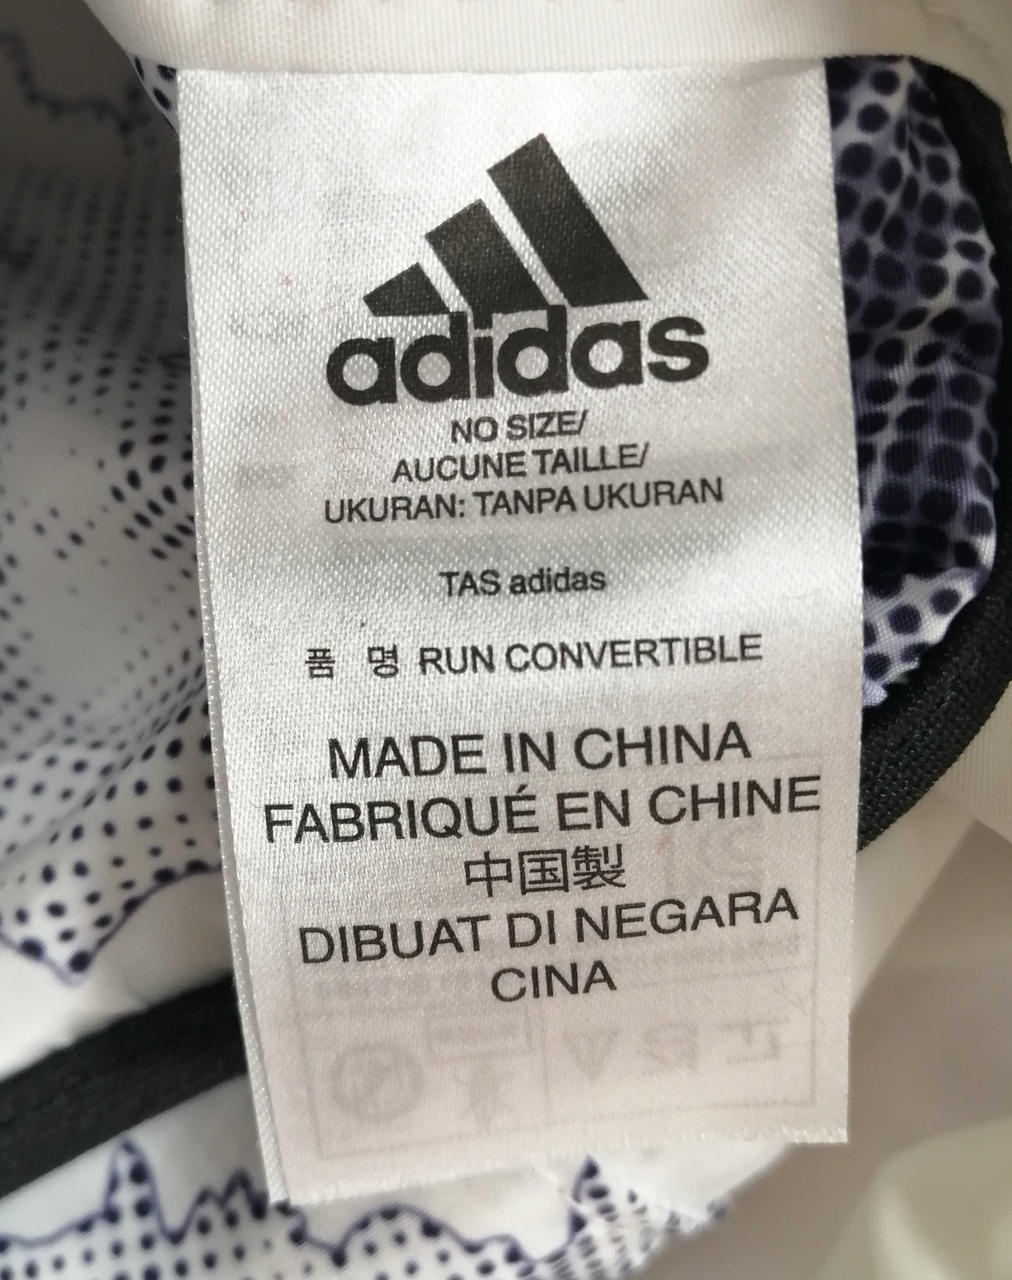 adidas
NO SIZE/
AUCUNE TAILLE/
UKURAN: TANPA UKURAN
TAS adidas
품 명 RUN CONVERTIBLE
MADE IN CHINA
FABRIQUÉ EN CHINE
中国製
DIBUAT DI NEGARA
CINA